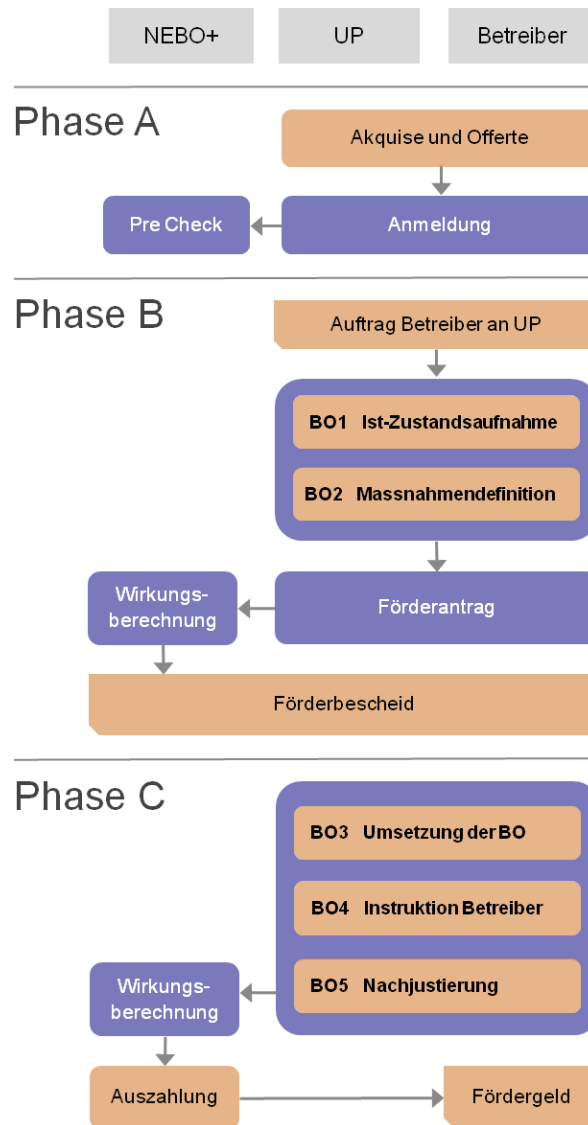 NEBO+ UP Betreiber
Phase A
Akquise und Offerte
Pre Check Anmeldung
Phase B
Auftrag Betreiber an UP
BO1 Ist-Zustandsaufnahme
BO2 Massnahmendefinition
Wirkungs-
berechnung
Förderantrag
Förderbescheid
Phase C
BO3 Umsetzung der BO
BO4 Instruktion Betreiber
BO5 Nachjustierung
Wirkungs-
berechnung
Auszahlung Fördergeld